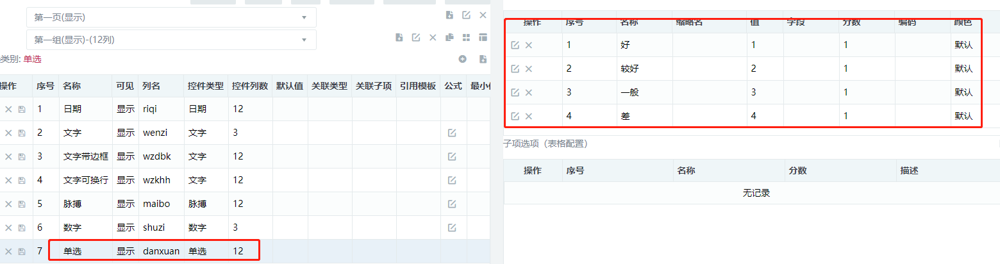 第一页(显示)
第一组(显示)-(12列)
类别: 单选
操作 序号 名称 可见 列名 控件类型 控件列数 默认值 关联类型 关联子项 引用模板 公式
1 日期 显示 riqi 日期 12
2 文字 显示 wenzi 文字 3
3 文字带边框 显示 wzdbk 文字 12
4 文字可换行 显示 wzkhh 文字 12
5 脉搏 显示 maibo 脉搏 12
6 数字 显示 shuzi 数字 3
7 单选 显示 danxuan 单选 12
操作 序号 名称 缩略名 值 字段 分数 编码 颜色
1 好 1 1 默认
2 较好 2 1 默认
3 一般 3 1 默认
4 差 4 1 默认
子项选项（表格配置）
操作 序号 名称 分数 描述
无记录